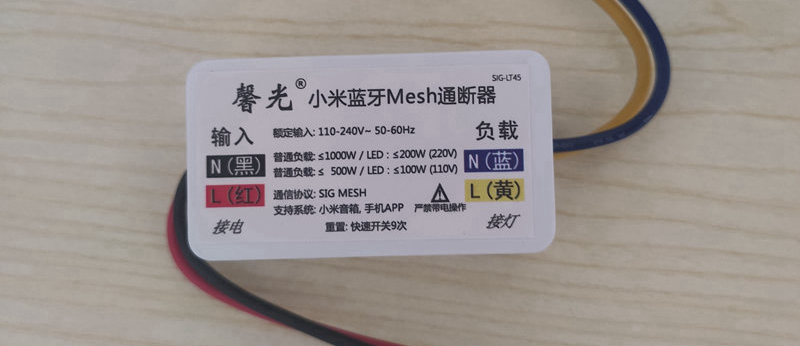 SIG-LT45
馨光® 小米蓝牙Mesh通断器
输入 额定输入: 110-240V~ 50-60Hz 负载
N (黑) 普通负载: ≤1000W / LED : ≤200W (220V) N (蓝)
普通负载: ≤ 500W / LED : ≤100W (110V)
L (红) 通信协议: SIG MESH L (黄)
支持系统: 小米音箱, 手机APP 严禁带电操作
接电 重置: 快速开关9次 接灯